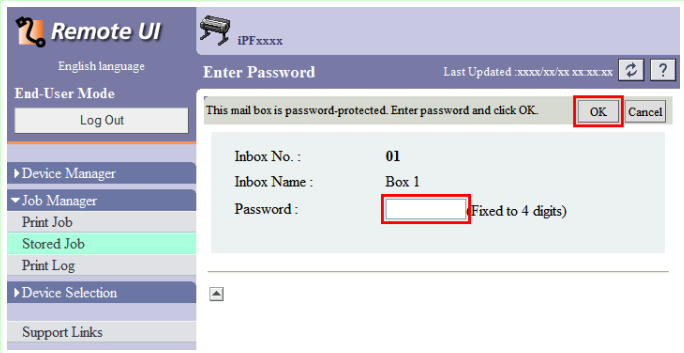 Remote UI
English language
End-User Mode
Log Out
▶Device Manager
▼Job Manager
Print Job
Stored Job
Print Log
▶Device Selection
Support Links
iPFxxxx
Enter Password
Last Updated :xxxx/xx/xx xx:xx:xx
?
This mail box is password-protected. Enter password and click OK.
OK
Cancel
Inbox No. : 01
Inbox Name : Box 1
Password : (Fixed to 4 digits)